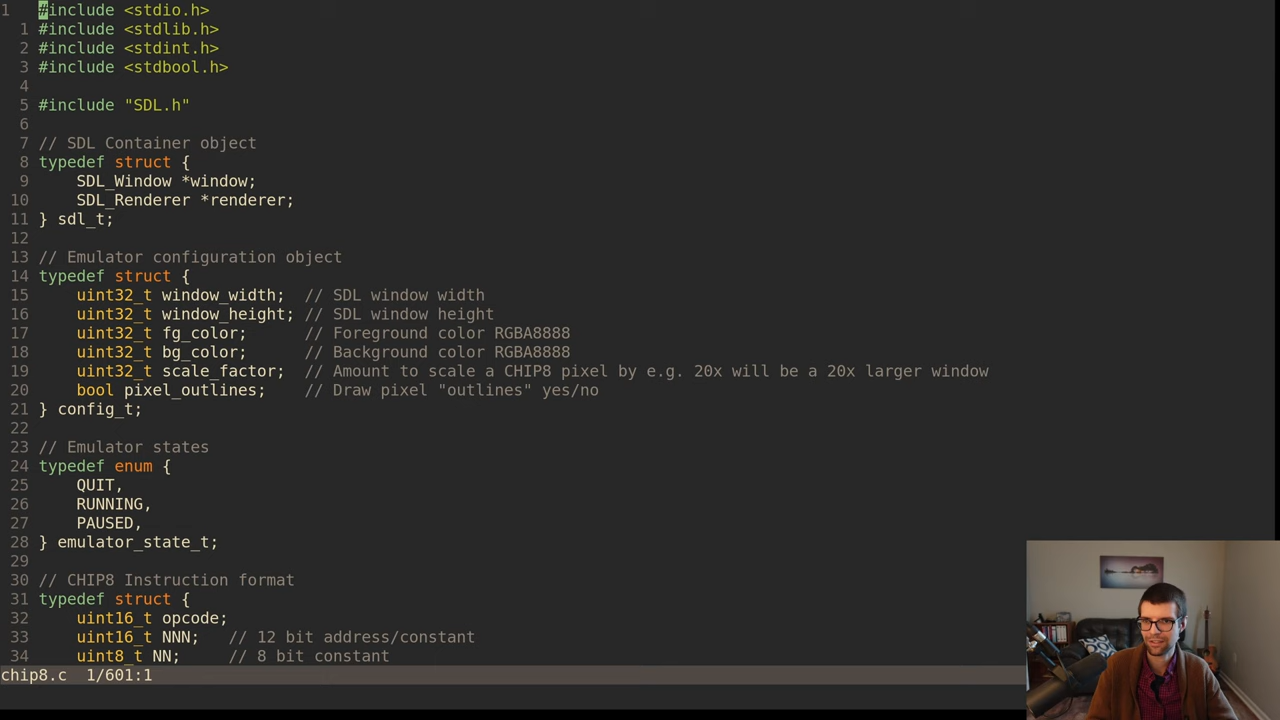 1 #include <stdio.h>
1 #include <stdlib.h>
2 #include <stdint.h>
3 #include <stdbool.h>
4
5 #include "SDL.h"
6
7 // SDL Container object
8 typedef struct {
9     SDL_Window *window;
10     SDL_Renderer *renderer;
11 } sdl_t;
12
13 // Emulator configuration object
14 typedef struct {
15     uint32_t window_width;  // SDL window width
16     uint32_t window_height; // SDL window height
17     uint32_t fg_color;      // Foreground color RGBA8888
18     uint32_t bg_color;      // Background color RGBA8888
19     uint32_t scale_factor;  // Amount to scale a CHIP8 pixel by e.g. 20x will be a 20x larger window
20     bool pixel_outlines;    // Draw pixel "outlines" yes/no
21 } config_t;
22
23 // Emulator states
24 typedef enum {
25     QUIT,
26     RUNNING,
27     PAUSED,
28 } emulator_state_t;
29
30 // CHIP8 Instruction format
31 typedef struct {
32     uint16_t opcode;
33     uint16_t NNN;   // 12 bit address/constant
34     uint8_t NN;     // 8 bit constant
chip8.c  1/601:1